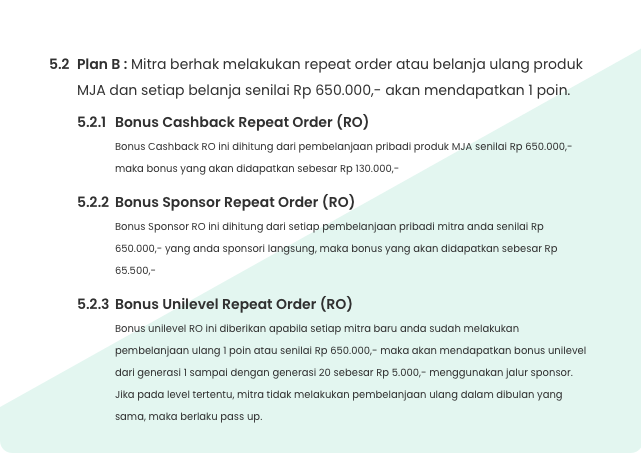 5.2 Plan B : Mitra berhak melakukan repeat order atau belanja ulang produk
MJA dan setiap belanja senilai Rp 650.000,- akan mendapatkan 1 poin.
5.2.1 Bonus Cashback Repeat Order (RO)
Bonus Cashback RO ini dihitung dari pembelanjaan pribadi produk MJA senilai Rp 650.000,-
maka bonus yang akan didapatkan sebesar Rp 130.000,-
5.2.2 Bonus Sponsor Repeat Order (RO)
Bonus Sponsor RO ini dihitung dari setiap pembelanjaan pribadi mitra anda senilai Rp
650.000,- yang anda sponsori langsung, maka bonus yang akan didapatkan sebesar Rp
65.500,-
5.2.3 Bonus Unilevel Repeat Order (RO)
Bonus unilevel RO ini diberikan apabila setiap mitra baru anda sudah melakukan
pembelanjaan ulang 1 poin atau senilai Rp 650.000,- maka akan mendapatkan bonus unilevel
dari generasi 1 sampai dengan generasi 20 sebesar Rp 5.000,- menggunakan jalur sponsor.
Jika pada level tertentu, mitra tidak melakukan pembelanjaan ulang dalam dibulan yang
sama, maka berlaku pass up.